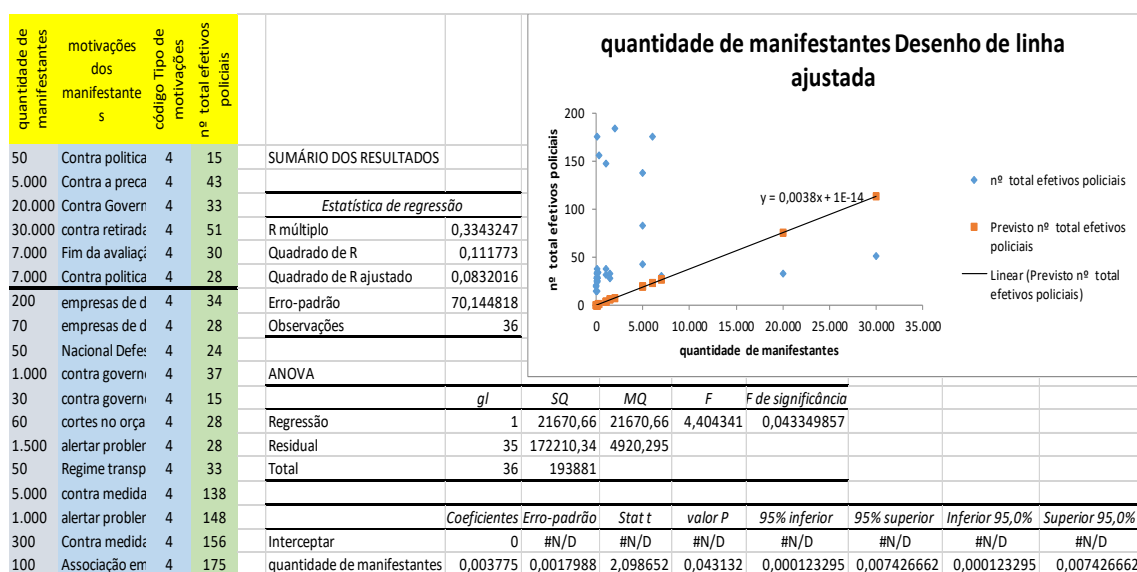 quantidade de manifestantes
motivações dos manifestante s
código Tipo de motivações
nº total efetivos policiais
50 Contra politica 4 15
5.000 Contra a preca 4 43
20.000 Contra Govern 4 33
30.000 contra retirada 4 51
7.000 Fim da avaliaçã 4 30
7.000 Contra politica 4 28
200 empresas de d 4 34
70 empresas de d 4 28
50 Nacional Defes 4 24
1.000 contra govern 4 37
30 contra govern 4 15
60 cortes no orça 4 28
1.500 alertar probler 4 28
50 Regime transp 4 33
5.000 contra medida 4 138
1.000 alertar probler 4 148
300 Contra medida 4 156
100 Associação em 4 175
SUMÁRIO DOS RESULTADOS
Estatística de regressão
R múltiplo 0,3343247
Quadrado de R 0,111773
Quadrado de R ajustado 0,0832016
Erro-padrão 70,144818
Observações 36
quantidade de manifestantes Desenho de linha
ajustada
nº total efetivos policiais
200
150
100
50
0
0 5.000 10.000 15.000 20.000 25.000 30.000 35.000
quantidade de manifestantes
y = 0,0038x + 1E-14
nº total efetivos policiais
Previsto nº total efetivos
policiais
Linear (Previsto nº total
efetivos policiais)
ANOVA
gl SQ MQ F F de significância
Regressão 1 21670,66 21670,66 4,404341 0,043349857
Residual 35 172210,34 4920,295
Total 36 193881
Coeficientes Erro-padrão Stat t valor P 95% inferior 95% superior Inferior 95,0% Superior 95,0%
Interceptar 0 #N/D #N/D #N/D #N/D #N/D #N/D #N/D
quantidade de manifestantes 0,003775 0,0017988 2,098652 0,043132 0,000123295 0,007426662 0,000123295 0,007426662